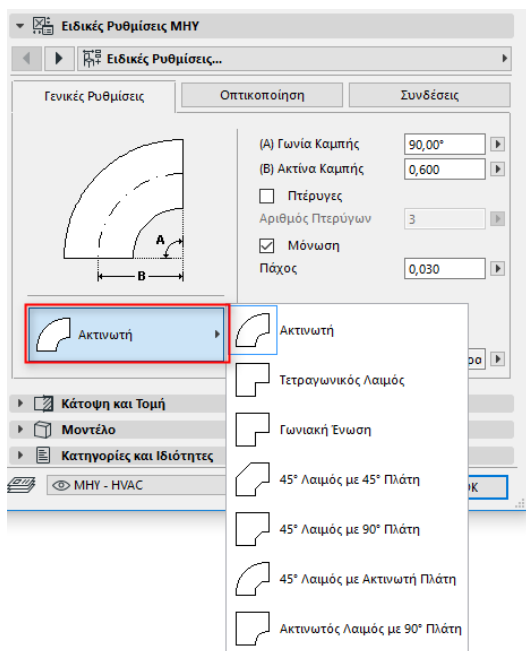 Ειδικές Ρυθμίσεις ΜΗΥ
Ειδικές Ρυθμίσεις...
Γενικές Ρυθμίσεις
Οπτικοποίηση
Συνδέσεις
(A) Γωνία Καμπής
90,00°
(B) Ακτίνα Καμπής
0,600
Πτέρυγες
Αριθμός Πτερύγων
3
Μόνωση
Πάχος
0,030
A
B
Ακτινωτή
Ακτινωτή
Τετραγωνικός Λαιμός
Γωνιακή Ένωση
45° Λαιμός με 45° Πλάτη
45° Λαιμός με 90° Πλάτη
45° Λαιμός με Ακτινωτή Πλάτη
Ακτινωτός Λαιμός με 90° Πλάτη
Κάτοψη και Τομή
Μοντέλο
Κατηγορίες και Ιδιότητες
ΜΗΥ - HVAC